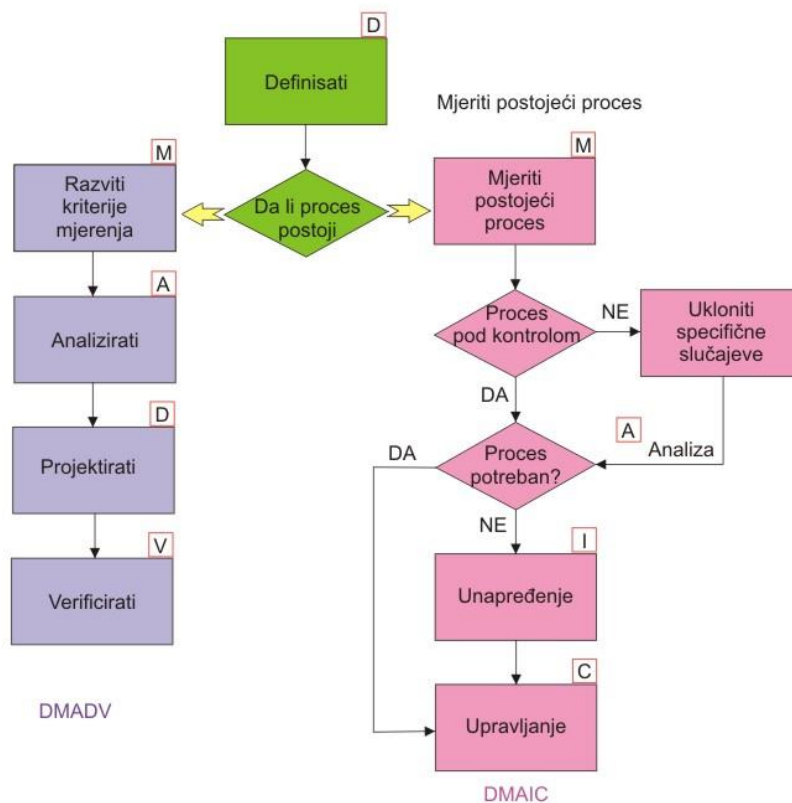 D
Definisati
Mjeriti postojeći proces
M
Razviti
kriterije
mjerenja
Da li proces
postoji
M
Mjeriti
postojeći
proces
A
Analizirati
Proces
pod kontrolom
NE
Ukloniti
specifične
slučajeve
DA
D
Projektirati
A
Analiza
DA
Proces
potreban?
NE
V
Verificirati
I
Unapređenje
C
Upravljanje
DMADV
DMAIC